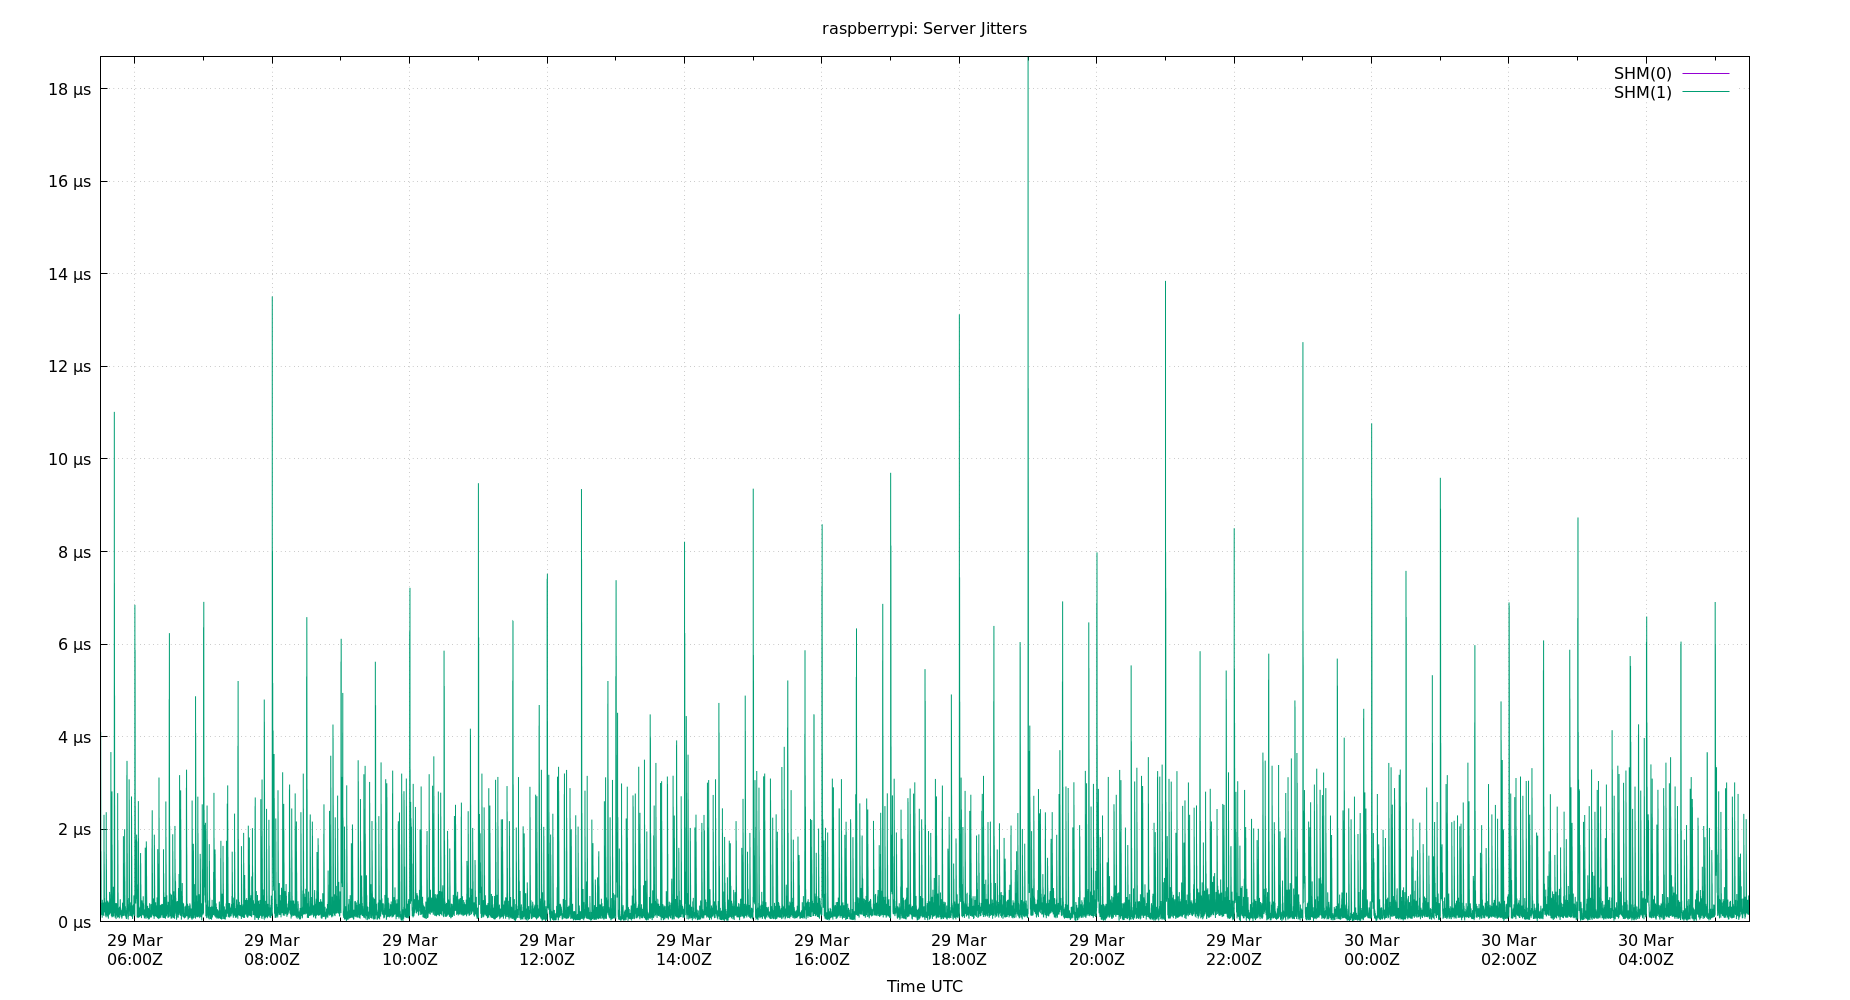 raspberrypi: Server Jitters
SHM(0)
SHM(1)
18 µs
16 µs
14 µs
12 µs
10 µs
8 µs
6 µs
4 µs
2 µs
0 µs
29 Mar 29 Mar 29 Mar 29 Mar 29 Mar 29 Mar 29 Mar 29 Mar 29 Mar 30 Mar 30 Mar 30 Mar
06:00Z 08:00Z 10:00Z 12:00Z 14:00Z 16:00Z 18:00Z 20:00Z 22:00Z 00:00Z 02:00Z 04:00Z
Time UTC